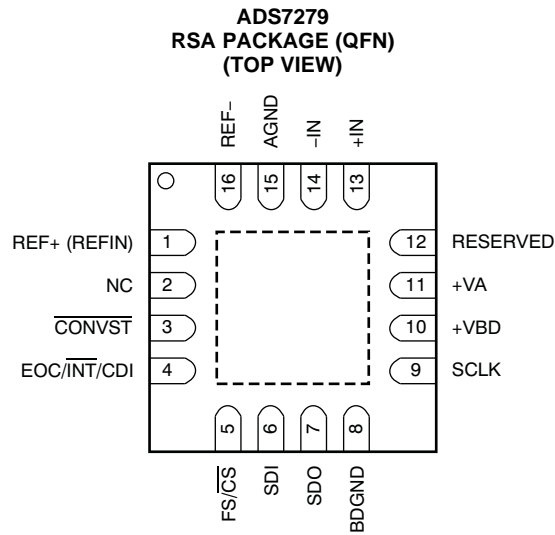 ADS7279
RSA PACKAGE (QFN)
(TOP VIEW)
REF−
AGND
−IN
+IN
16
15
14
13
REF+ (REFIN) 1
NC 2
CONVST 3
EOC/INT/CDI 4
12 RESERVED
11 +VA
10 +VBD
9 SCLK
5
6
7
8
FS/CS
SDI
SDO
BDGND